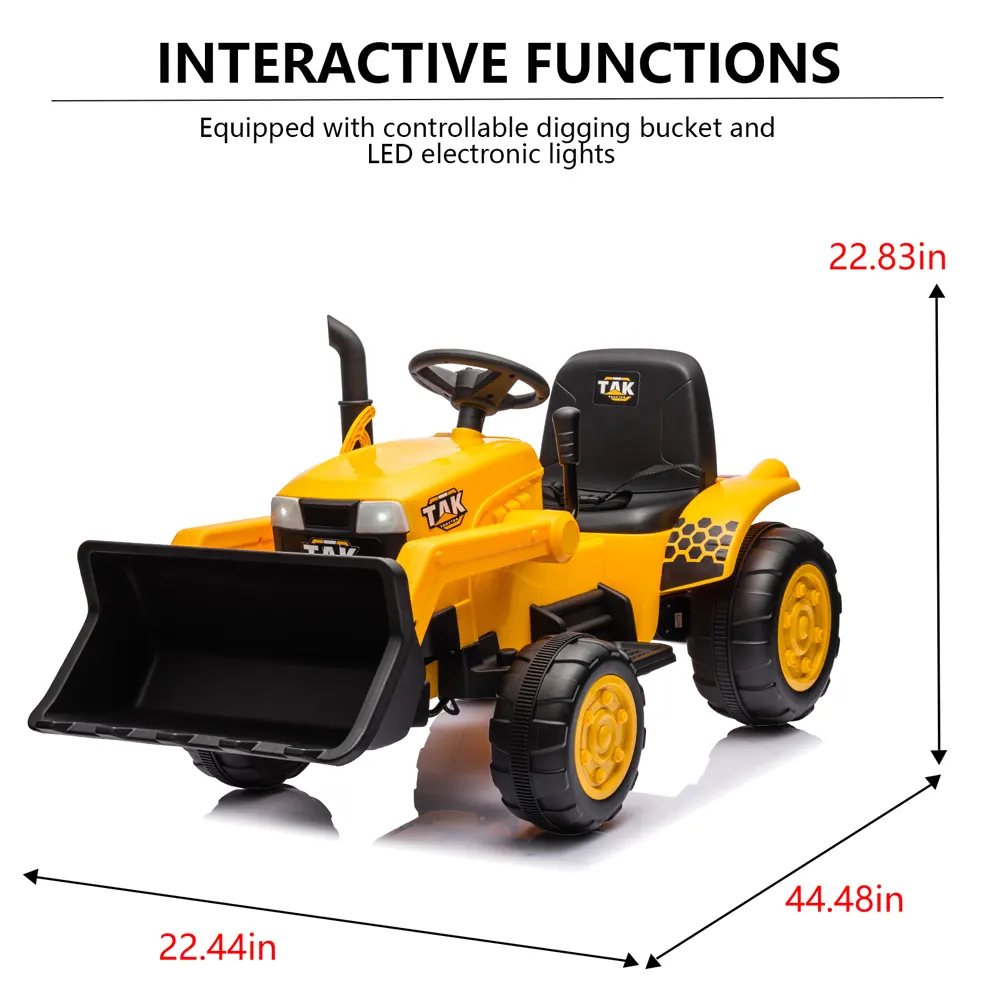 INTERACTIVE FUNCTIONS
Equipped with controllable digging bucket and
LED electronic lights
22.83in
TAK
TAK
TRACTOR
TAK
44.48in
22.44in